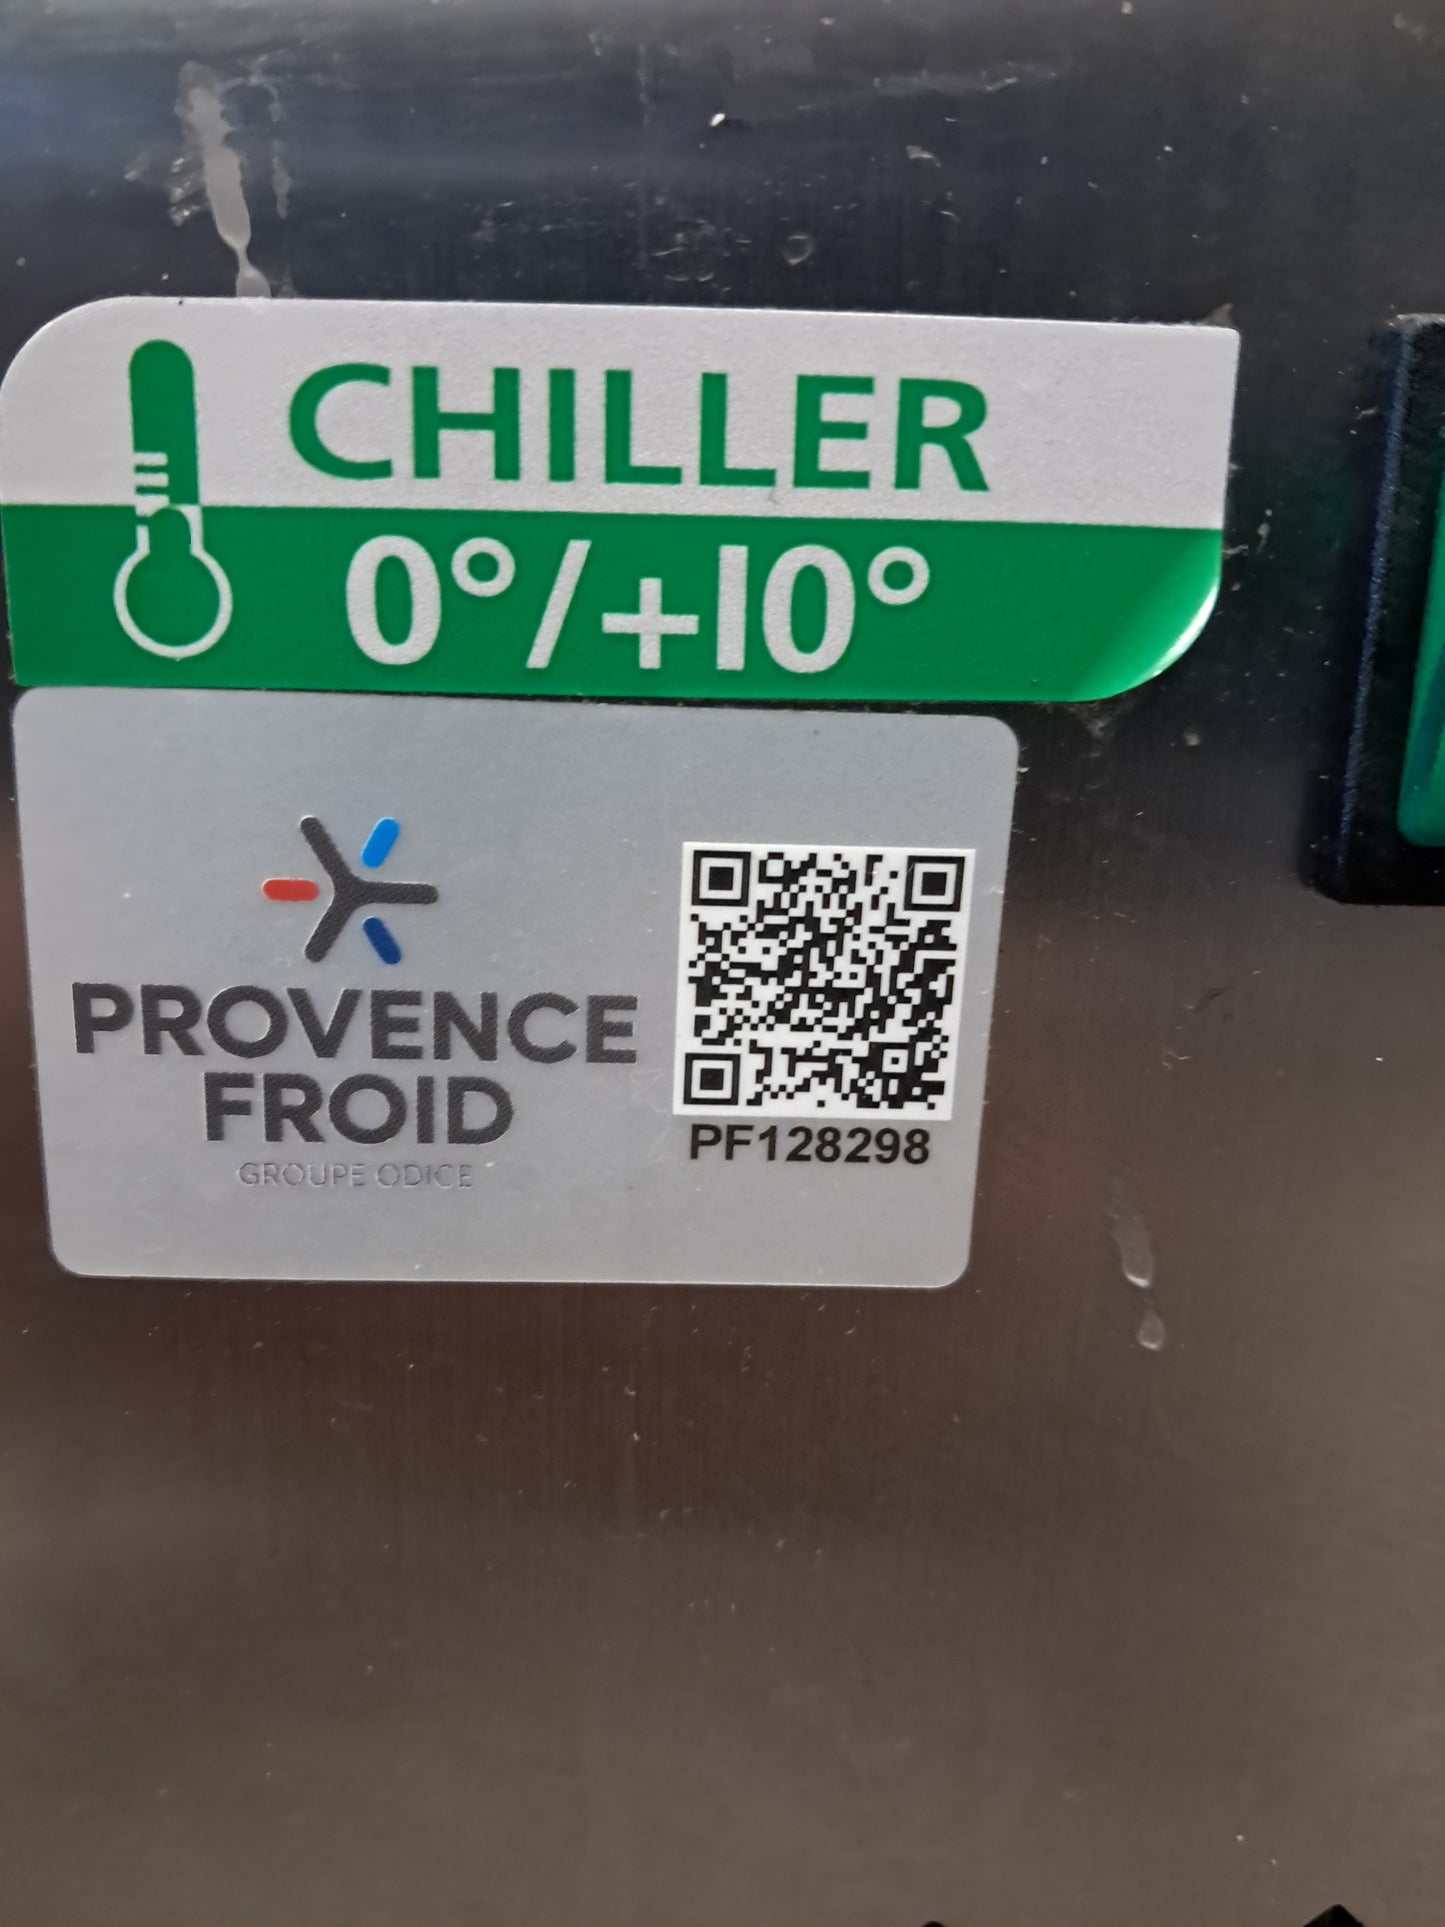 CHILLER
0°/+10°
PROVENCE
FROID
GROUPE ODICE
PF128298